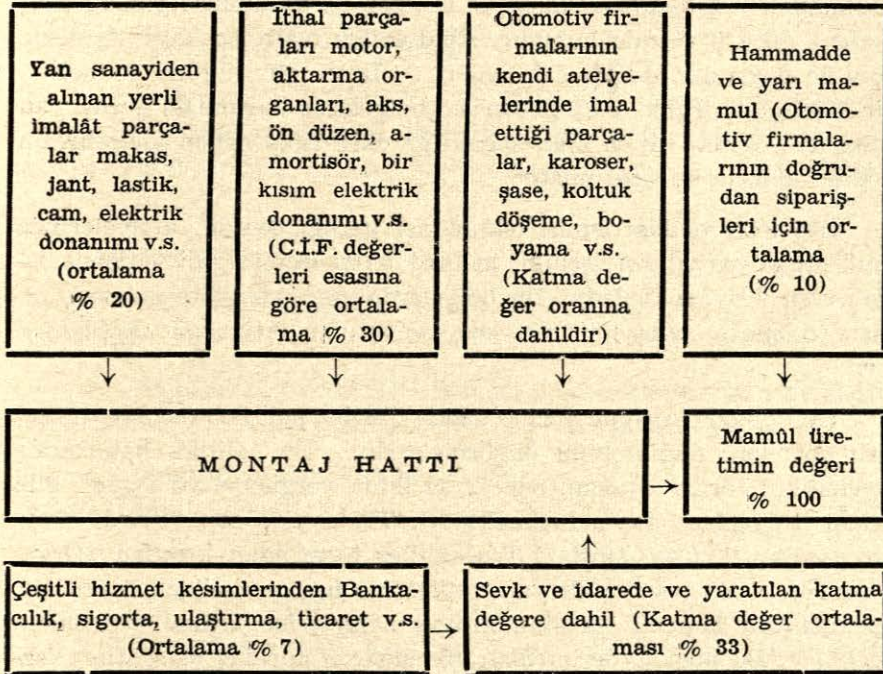 Yan sanayiden
alınan yerli
imalât parça-
lar makas,
jant, lastik,
cam, elektrik
donanımı v.s.
(ortalama
% 20)
İthal parça-
ları motor,
aktarma or-
ganları, aks,
ön düzen, a-
mortisör, bir
kısım elektrik
donanımı v.s.
(C.İ.F. değer-
leri esasına
göre ortala-
ma % 30)
Otomotiv fir-
malarının
kendi atelye-
lerinde imal
ettiği parça-
lar, karoser,
şase, koltuk
döşeme, bo-
yama v.s.
(Katma de-
ğer oranına
dahildir)
Hammadde
ve yarı ma-
mul (Otomo-
tiv firmala-
rının doğru-
dan sipariş-
leri için or-
talama
(% 10)
MONTAJ HATTI
Mamûl üre-
timin değeri
% 100
Çeşitli hizmet kesimlerinden Banka-
cılık, sigorta, ulaştırma, ticaret v.s.
(Ortalama % 7)
Sevk ve idarede ve yaratılan katma
değere dahil (Katma değer ortala-
ması % 33)